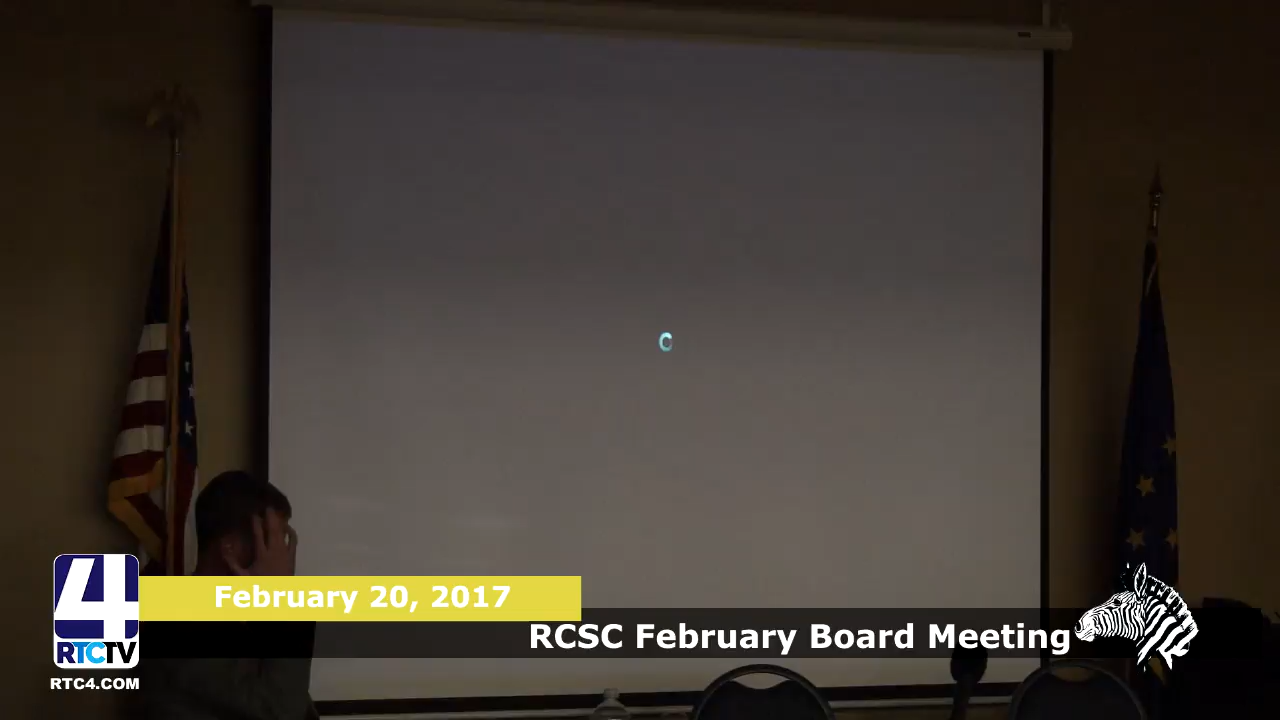 February 20, 2017
RCSC February Board Meeting
4
RTCTV
RTC4.COM